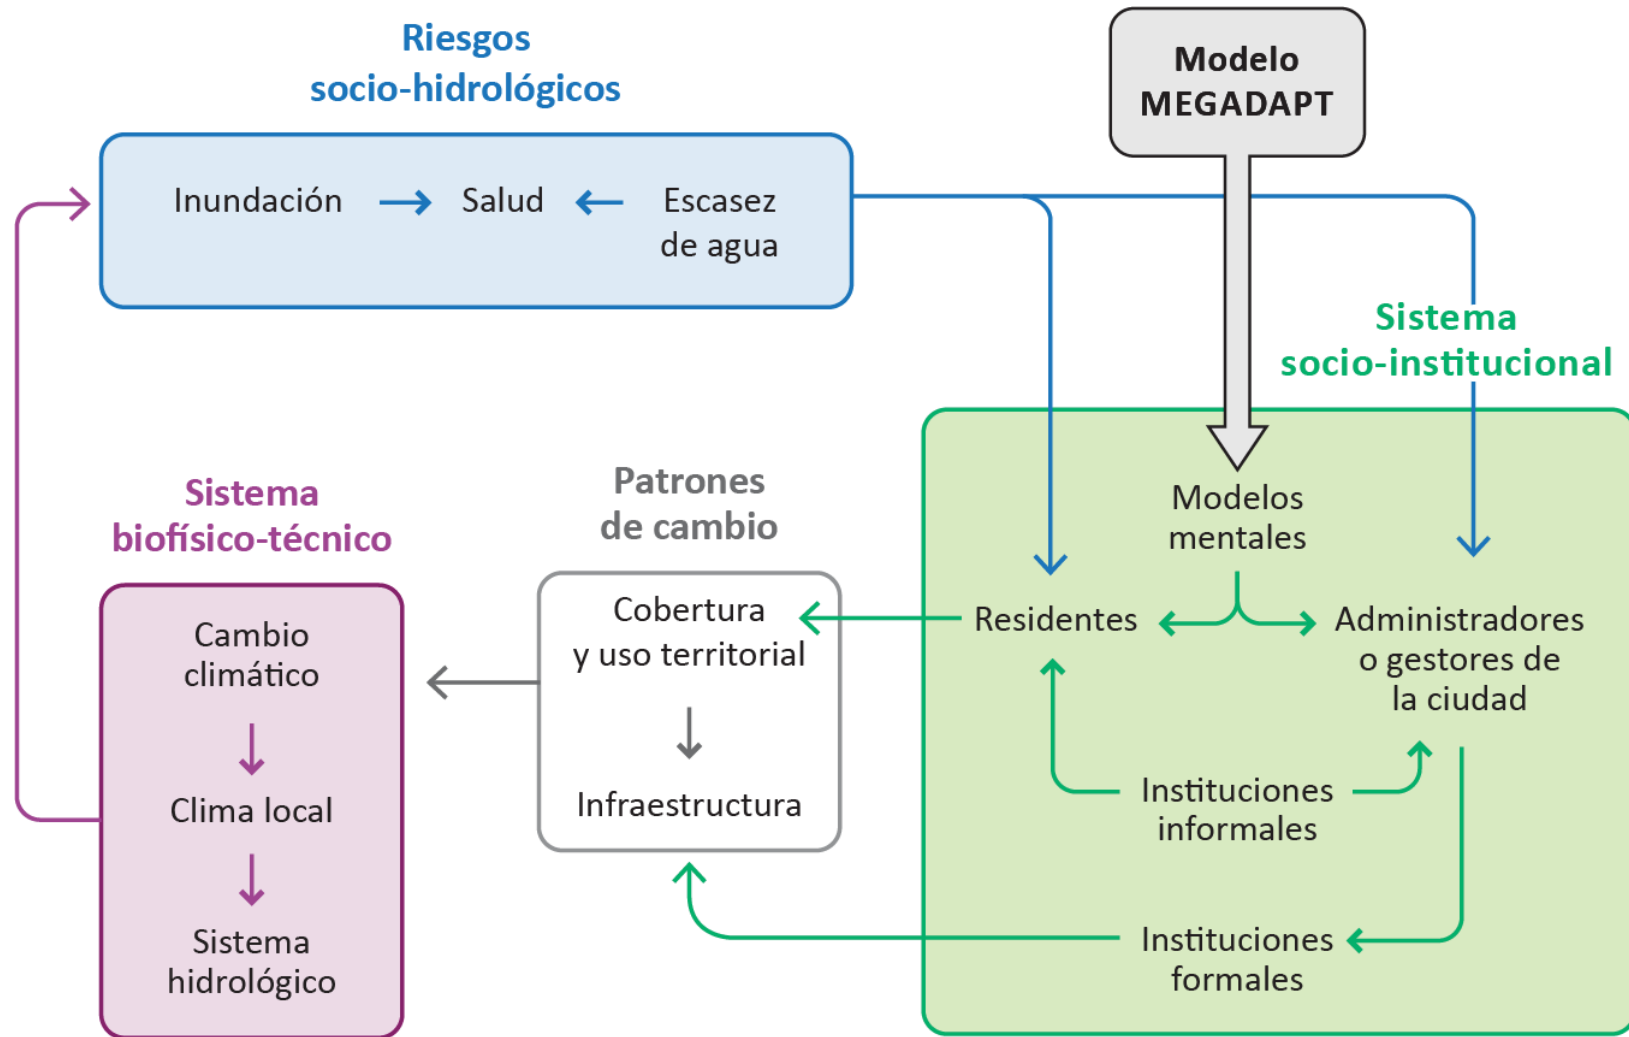 Riesgos
socio-hidrológicos
Inundación
Salud
Escasez
de agua
Modelo
MEGADAPT
Sistema
socio-institucional
Modelos
mentales
Residentes
Administradores
o gestores de
la ciudad
Instituciones
informales
Instituciones
formales
Patrones
de cambio
Cobertura
y uso territorial
Infraestructura
Sistema
biofísico-técnico
Cambio
climático
Clima local
Sistema
hidrológico